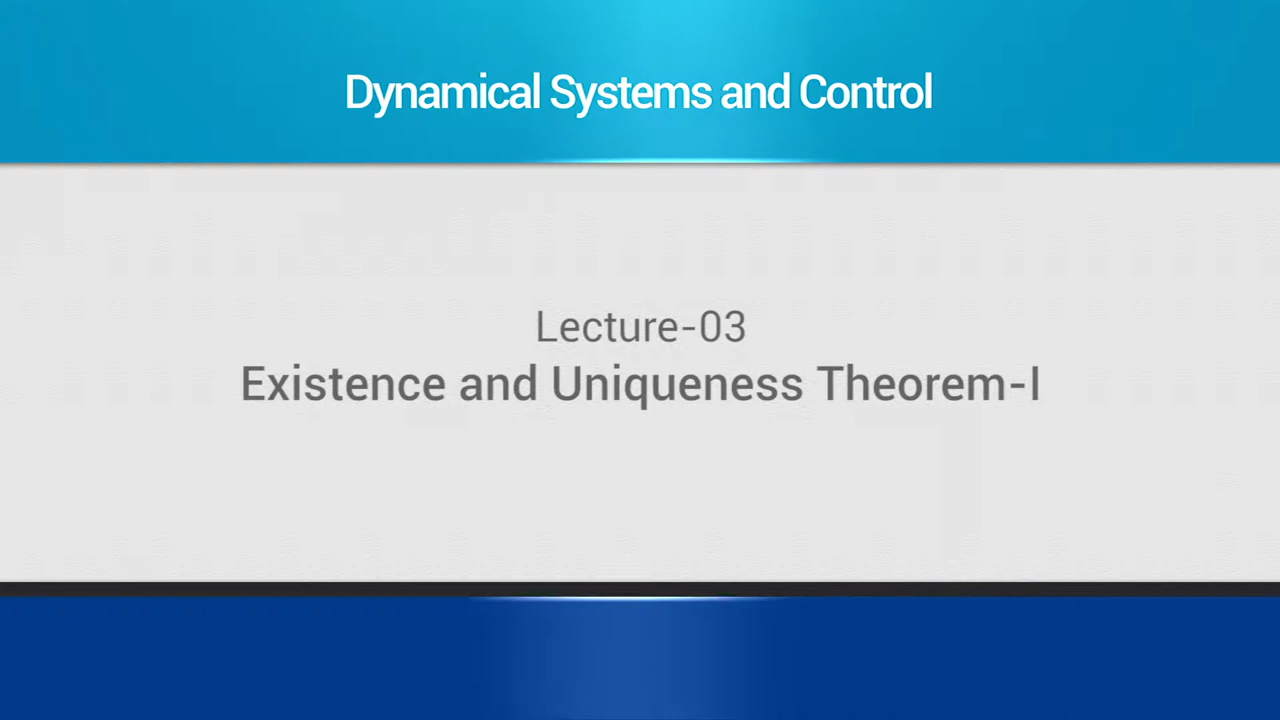 Dynamical Systems and Control
Lecture-03
Existence and Uniqueness Theorem-I